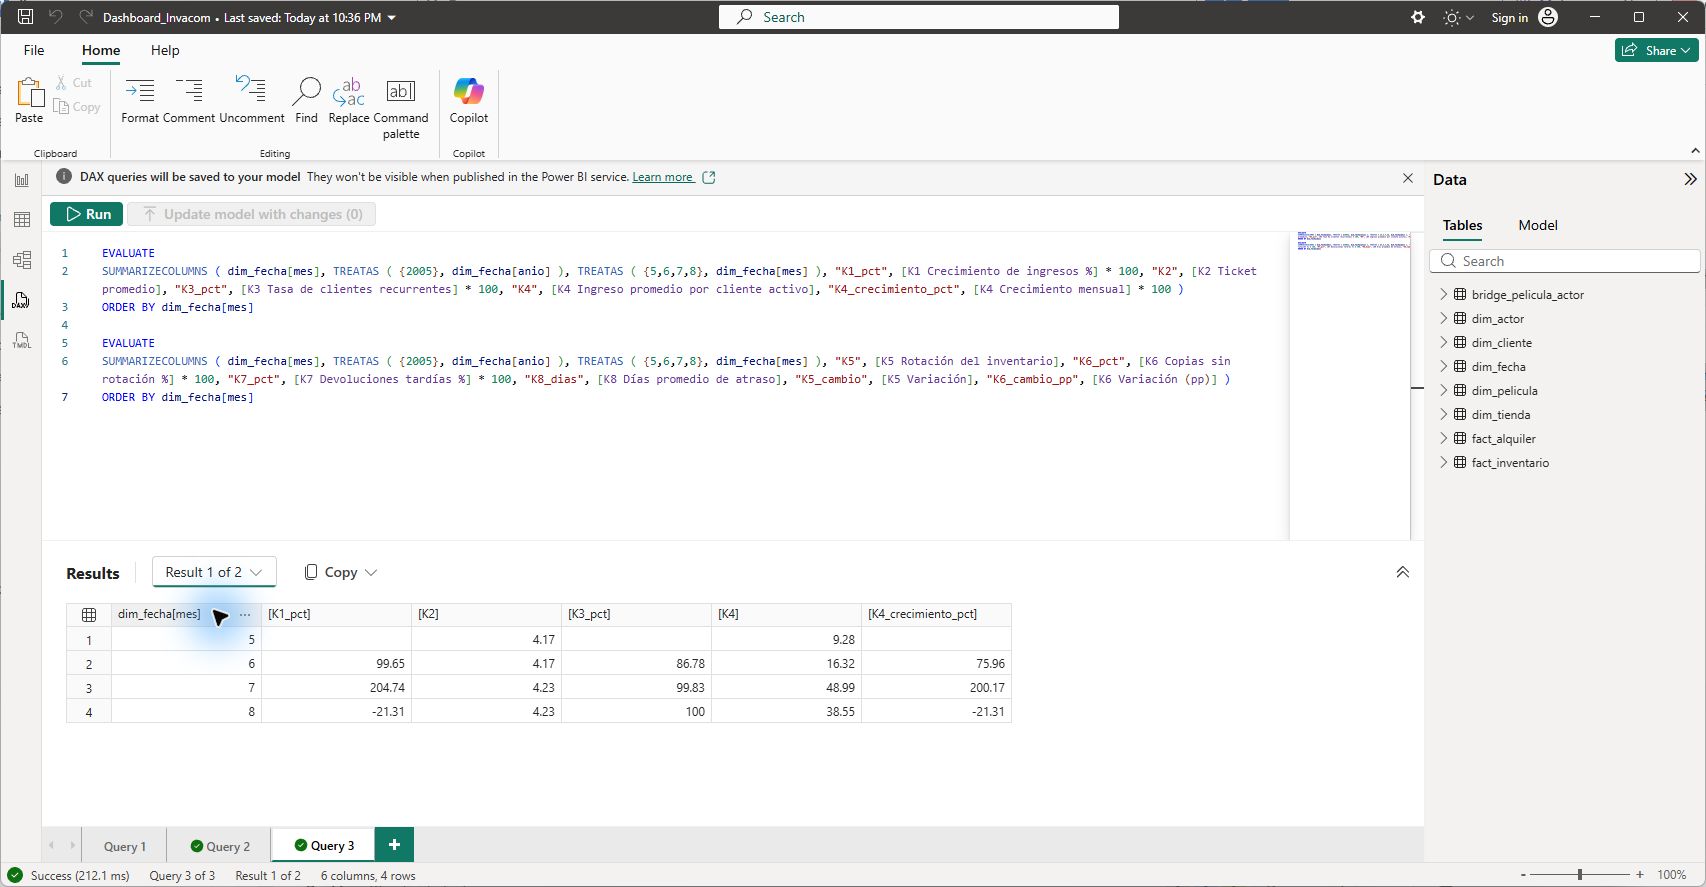 Dashboard_Invacom • Last saved: Today at 10:36 PM
Search
Sign in
File
Home
Help
Share
Paste
Cut
Copy
Format
Comment
Uncomment
Find
Replace
Command palette
Copilot
Clipboard
Editing
Copilot
DAX queries will be saved to your model They won't be visible when published in the Power BI service. Learn more
Run
Update model with changes (0)
1 EVALUATE
2 SUMMARIZECOLUMNS ( dim_fecha[mes], TREATAS ( {2005}, dim_fecha[anio] ), TREATAS ( {5,6,7,8}, dim_fecha[mes] ), "K1_pct", [K1 Crecimiento de ingresos %] * 100, "K2", [K2 Ticket
promedio], "K3_pct", [K3 Tasa de clientes recurrentes] * 100, "K4", [K4 Ingreso promedio por cliente activo], "K4_crecimiento_pct", [K4 Crecimiento mensual] * 100 )
3 ORDER BY dim_fecha[mes]
4
5 EVALUATE
6 SUMMARIZECOLUMNS ( dim_fecha[mes], TREATAS ( {2005}, dim_fecha[anio] ), TREATAS ( {5,6,7,8}, dim_fecha[mes] ), "K5", [K5 Rotación del inventario], "K6_pct", [K6 Copias sin
rotación %] * 100, "K7_pct", [K7 Devoluciones tardías %] * 100, "K8_dias", [K8 Días promedio de atraso], "K5_cambio", [K5 Variación], "K6_cambio_pp", [K6 Variación (pp)] )
7 ORDER BY dim_fecha[mes]
Data
Tables
Model
Search
bridge_pelicula_actor
dim_actor
dim_cliente
dim_fecha
dim_pelicula
dim_tienda
fact_alquiler
fact_inventario
DAX
TMDL
Results
Result 1 of 2
Copy
dim_fecha[mes] ... [K1_pct] [K2] [K3_pct] [K4] [K4_crecimiento_pct]
1 5 4.17 9.28
2 6 99.65 4.17 86.78 16.32 75.96
3 7 204.74 4.23 99.83 48.99 200.17
4 8 -21.31 4.23 100 38.55 -21.31
Query 1
Query 2
Query 3
+
Success (212.1 ms) Query 3 of 3 Result 1 of 2 6 columns, 4 rows
- + 100%